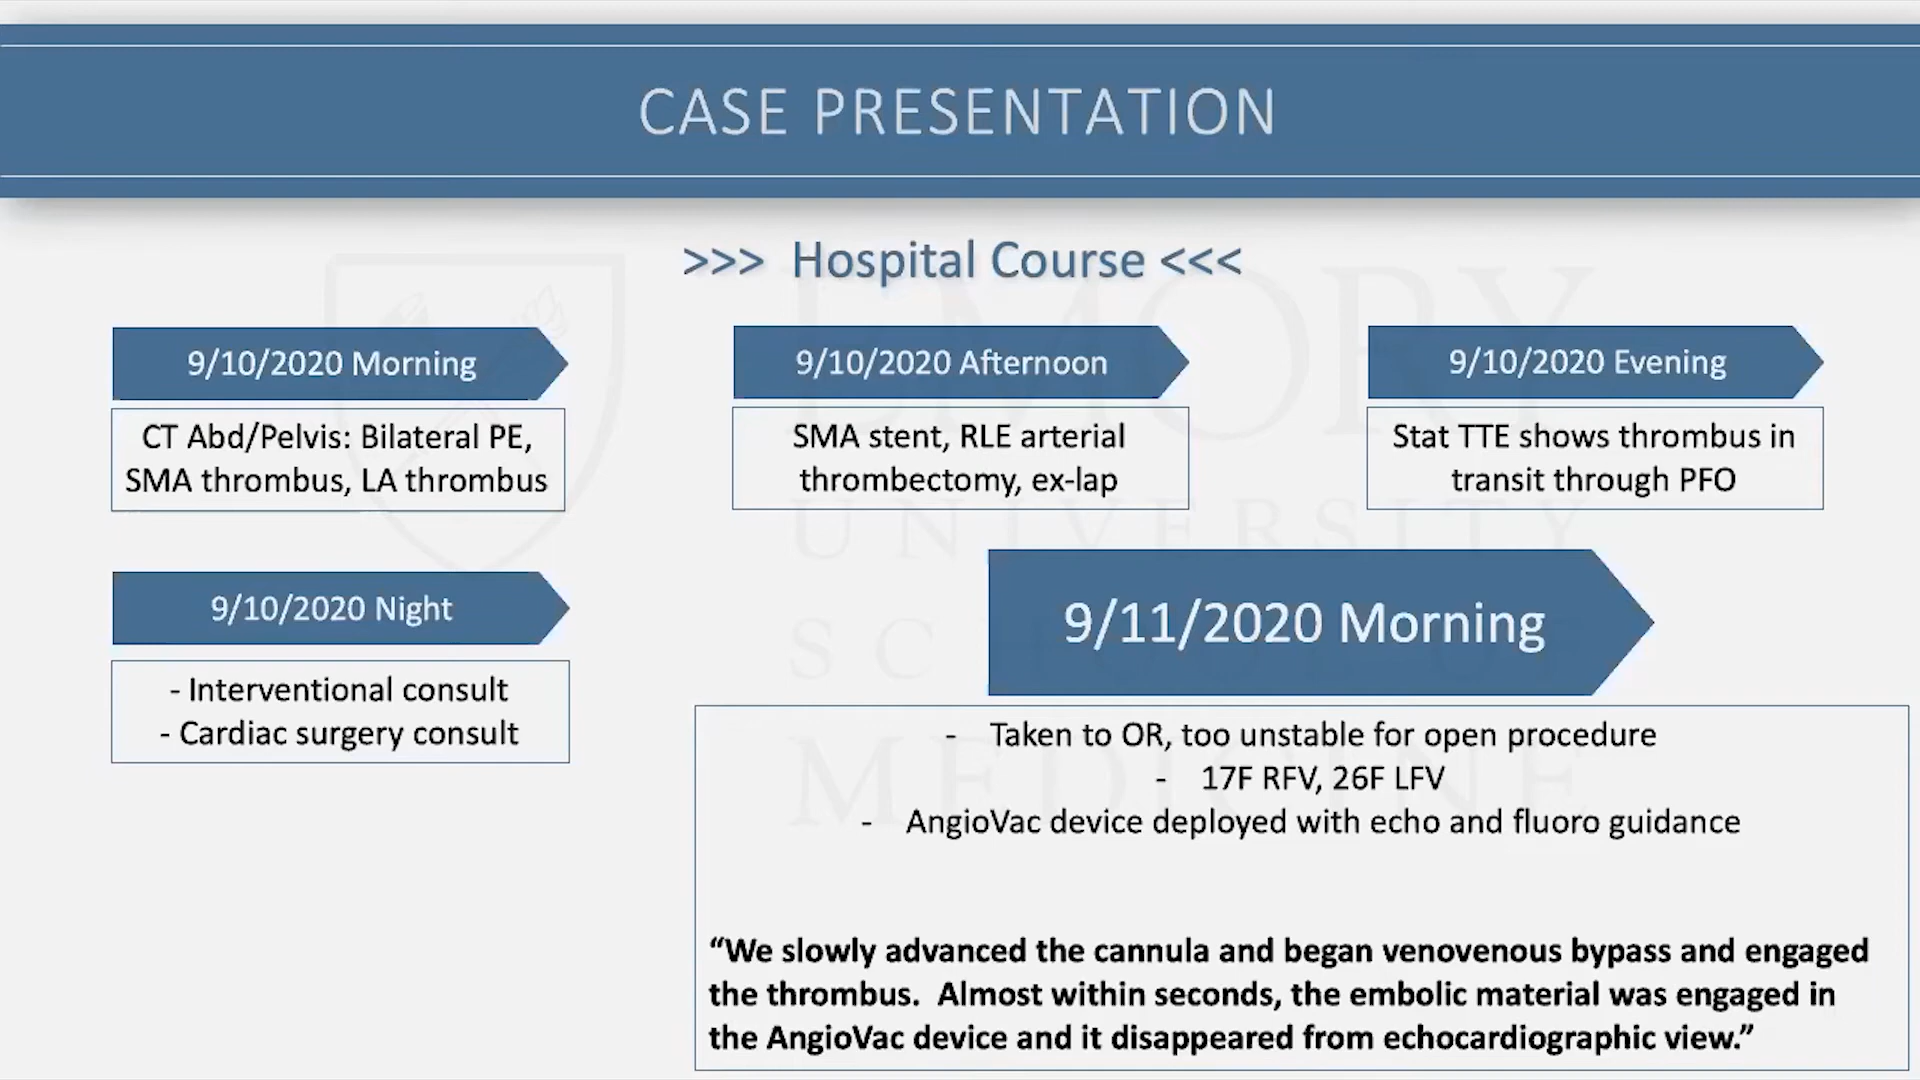 CASE PRESENTATION
>>> Hospital Course <<<
9/10/2020 Morning
CT Abd/Pelvis: Bilateral PE,
SMA thrombus, LA thrombus
9/10/2020 Afternoon
SMA stent, RLE arterial
thrombectomy, ex-lap
9/10/2020 Evening
Stat TTE shows thrombus in
transit through PFO
9/10/2020 Night
- Interventional consult
- Cardiac surgery consult
9/11/2020 Morning
- Taken to OR, too unstable for open procedure
- 17F RFV, 26F LFV
- AngioVac device deployed with echo and fluoro guidance
“We slowly advanced the cannula and began venovenous bypass and engaged
the thrombus. Almost within seconds, the embolic material was engaged in
the AngioVac device and it disappeared from echocardiographic view.”
EMORY
UNIVERSITY
SCHOOL OF
MEDICINE